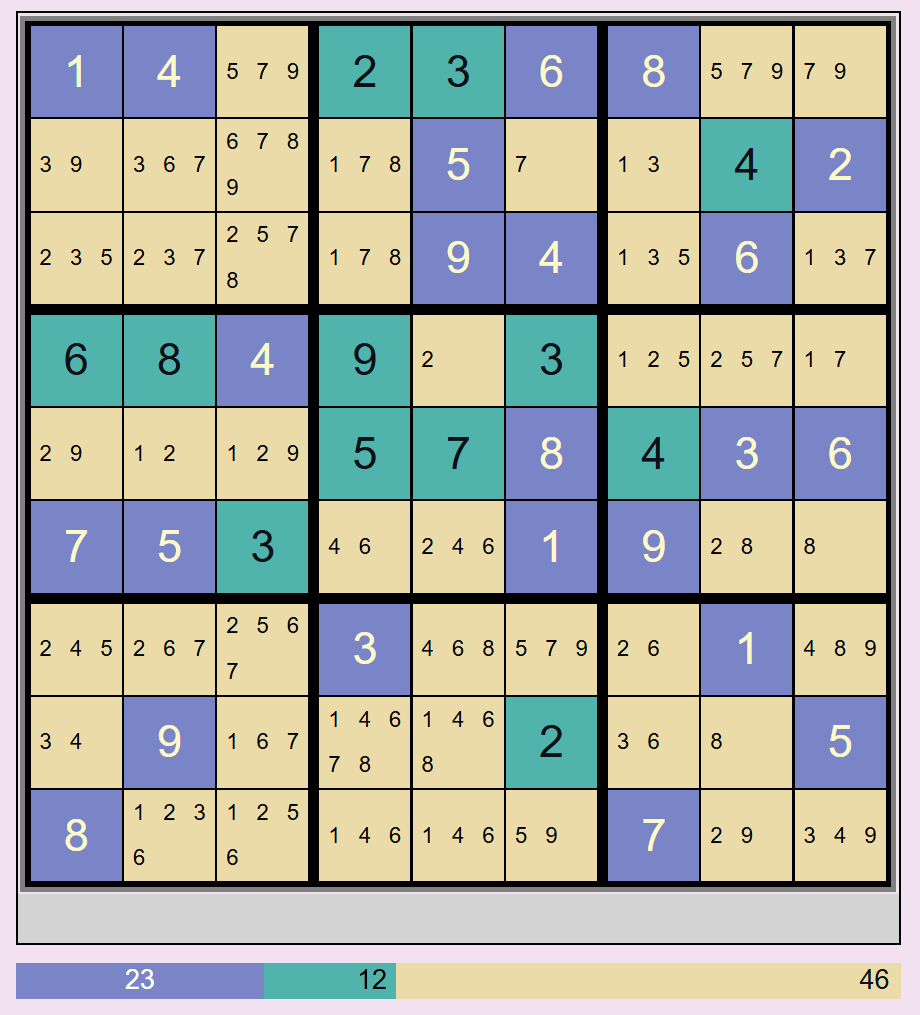 1 4 5 7 9 2 3 6 8 5 7 9 7 9
3 9 3 6 7 6 7 8 9 1 7 8 5 7 1 3 4 2
2 3 5 2 3 7 2 5 7 8 1 7 8 9 4 1 3 5 6 1 3 7
6 8 4 9 2 3 1 2 5 2 5 7 1 7
2 9 1 2 1 2 9 5 7 8 4 3 6
7 5 3 4 6 2 4 6 1 9 2 8 8
2 4 5 2 6 7 2 5 6 7 3 4 6 8 5 7 9 2 6 1 4 8 9
3 4 9 1 6 7 1 4 6 7 8 1 4 6 8 2 3 6 8 5
8 1 2 3 6 1 2 5 6 1 4 6 1 4 6 5 9 7 2 9 3 4 9
23 12 46